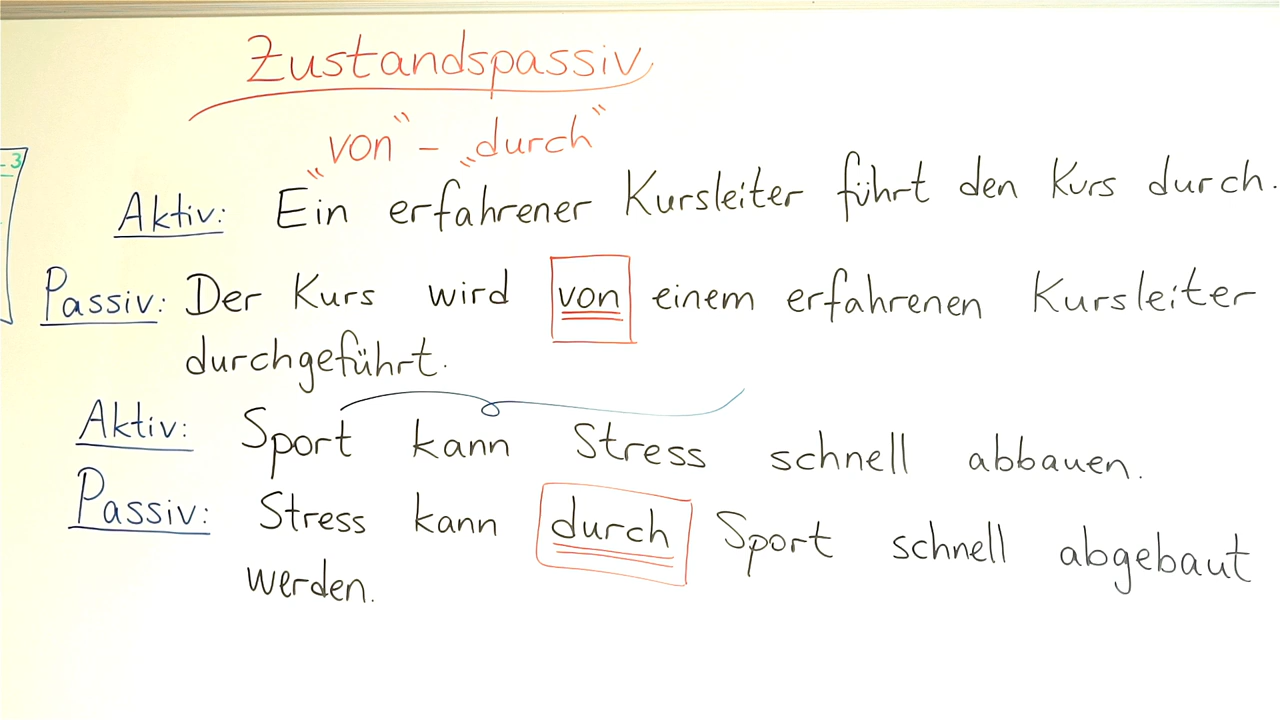 Zustandspassiv
„von“ – „durch“
-3
Aktiv: Ein erfahrener Kursleiter führt den Kurs durch.
Passiv: Der Kurs wird von einem erfahrenen Kursleiter
durchgeführt.
Aktiv: Sport kann Stress schnell abbauen.
Passiv: Stress kann durch Sport schnell abgebaut
werden.